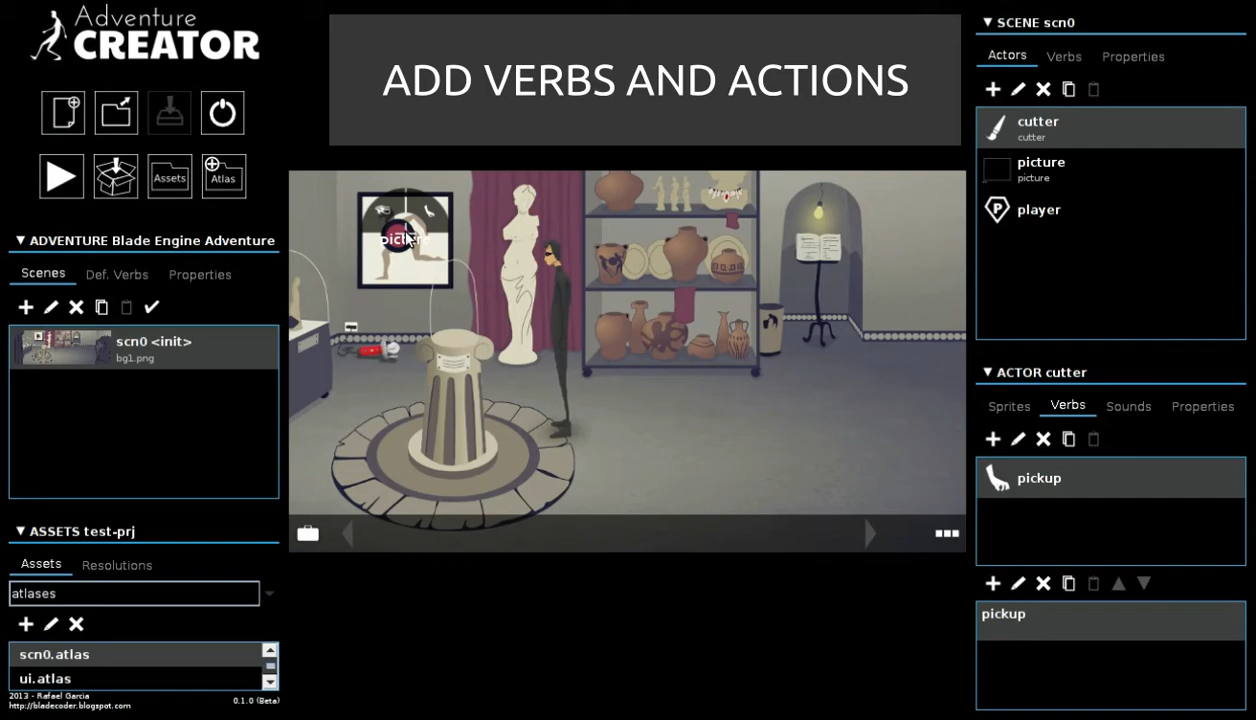 Adventure
CREATOR
ADD VERBS AND ACTIONS
Assets
Atlas
ADVENTURE Blade Engine Adventure
Scenes
Def. Verbs
Properties
scn0 <init>
bg1.png
ASSETS test-prj
Assets
Resolutions
atlases
scn0.atlas
ui.atlas
2013 - Rafael Garcia
http://bladecoder.blogspot.com
0.1.0 (Beta)
picture
SCENE scn0
Actors
Verbs
Properties
cutter
cutter
picture
picture
P
player
ACTOR cutter
Sprites
Verbs
Sounds
Properties
pickup
pickup